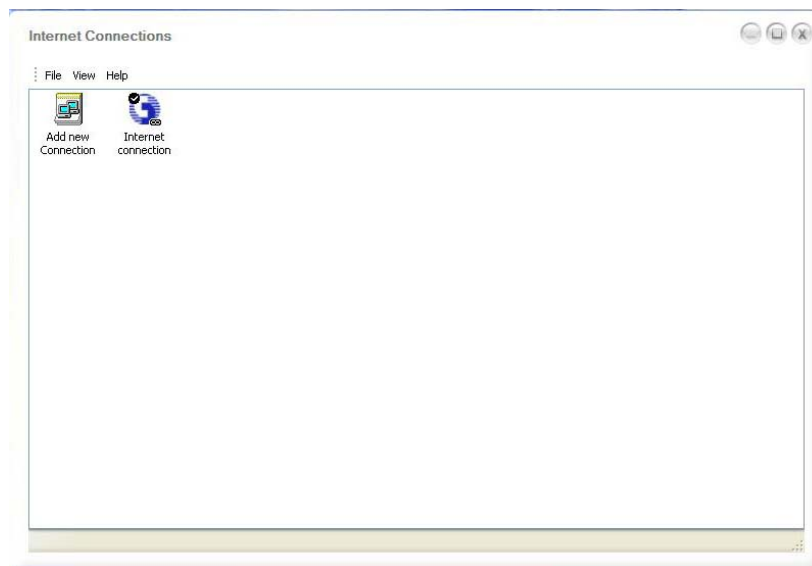 Internet Connections
File View Help
Add new Connection
Internet connection